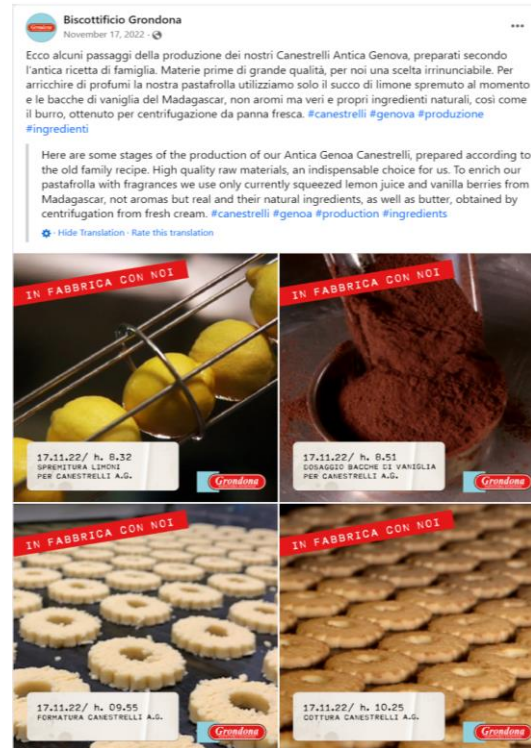 Biscottificio Grondona
November 17, 2022 ·
Ecco alcuni passaggi della produzione dei nostri Canestrelli Antica Genova, preparati secondo
l'antica ricetta di famiglia. Materie prime di grande qualità, per noi una scelta irrinunciabile. Per
arricchire di profumi la nostra pastafrolla utilizziamo solo il succo di limone spremuto al momento
e le bacche di vaniglia del Madagascar, non aromi ma veri e propri ingredienti naturali, così come
il burro, ottenuto per centrifugazione da panna fresca. #canestrelli #genova #produzione
#ingredienti
Here are some stages of the production of our Antica Genoa Canestrelli, prepared according to
the old family recipe. High quality raw materials, an indispensable choice for us. To enrich our
pastafrolla with fragrances we use only currently squeezed lemon juice and vanilla berries from
Madagascar, not aromas but real and their natural ingredients, as well as butter, obtained by
centrifugation from fresh cream. #canestrelli #genoa #production #ingredients
· Hide Translation · Rate this translation
IN FABBRICA CON NOI
17.11.22/ h. 8.32
SPREMITURA LIMONI
PER CANESTRELLI A.G.
Grondona
IN FABBRICA CON NOI
17.11.22/ h. 8.51
DOSAGGIO BACCHE DI VANIGLIA
PER CANESTRELLI A.G.
Grondona
IN FABBRICA CON NOI
17.11.22/ h. 09.55
FORMATURA CANESTRELLI A.G.
Grondona
IN FABBRICA CON NOI
17.11.22/ h. 10.25
COTTURA CANESTRELLI A.G.
Grondona